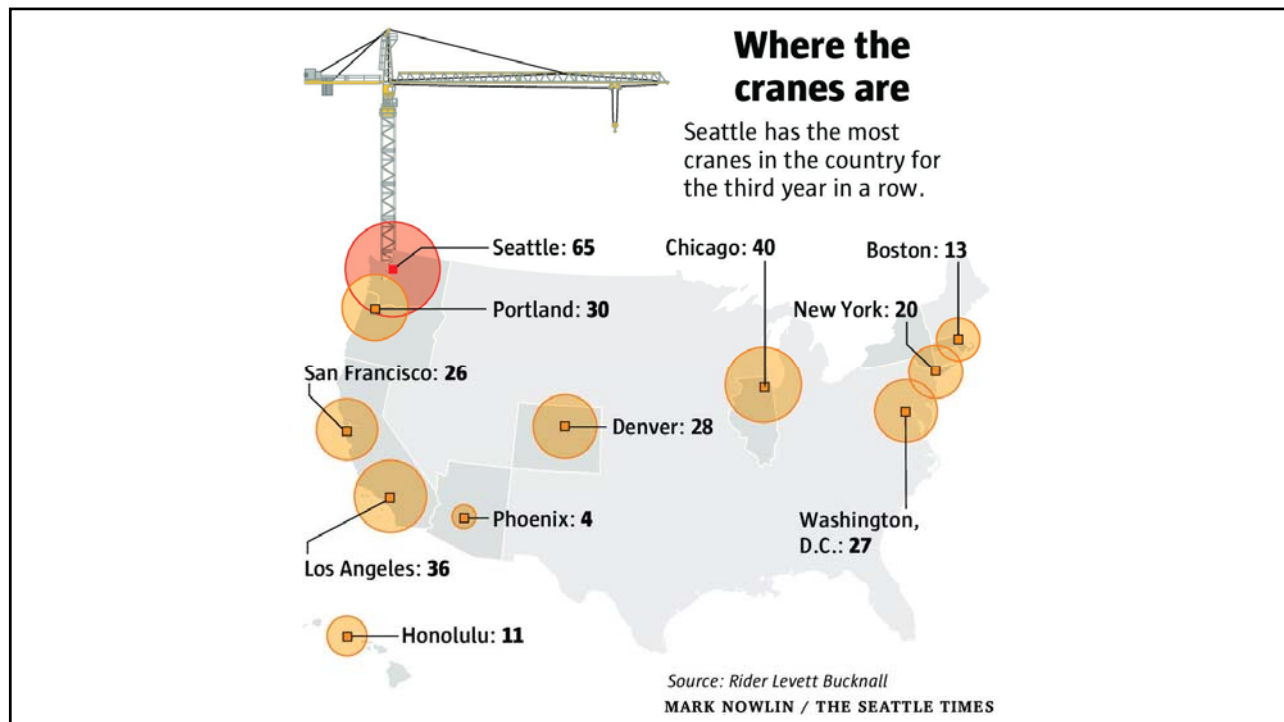 Where the
cranes are
Seattle has the most
cranes in the country for
the third year in a row.
Seattle: 65
Chicago: 40
Boston: 13
Portland: 30
New York: 20
San Francisco: 26
Denver: 28
Phoenix: 4
Washington,
D.C.: 27
Los Angeles: 36
Honolulu: 11
Source: Rider Levett Bucknall
MARK NOWLIN / THE SEATTLE TIMES